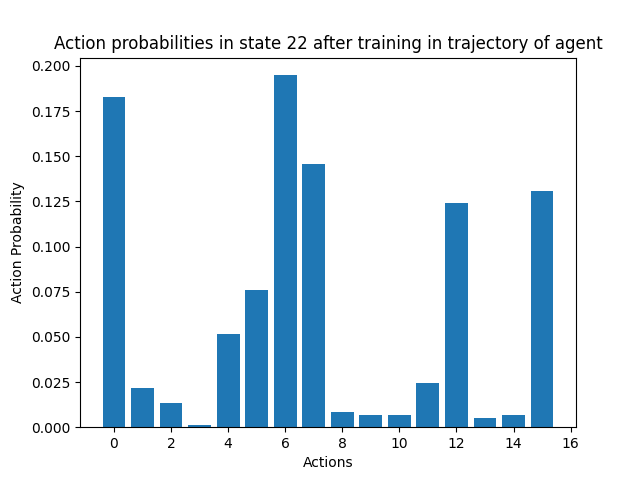 Action probabilities in state 22 after training in trajectory of agent
0.200
0.175
0.150
0.125
0.100
0.075
0.050
0.025
0.000
Action Probability
0 2 4 6 8 10 12 14 16
Actions